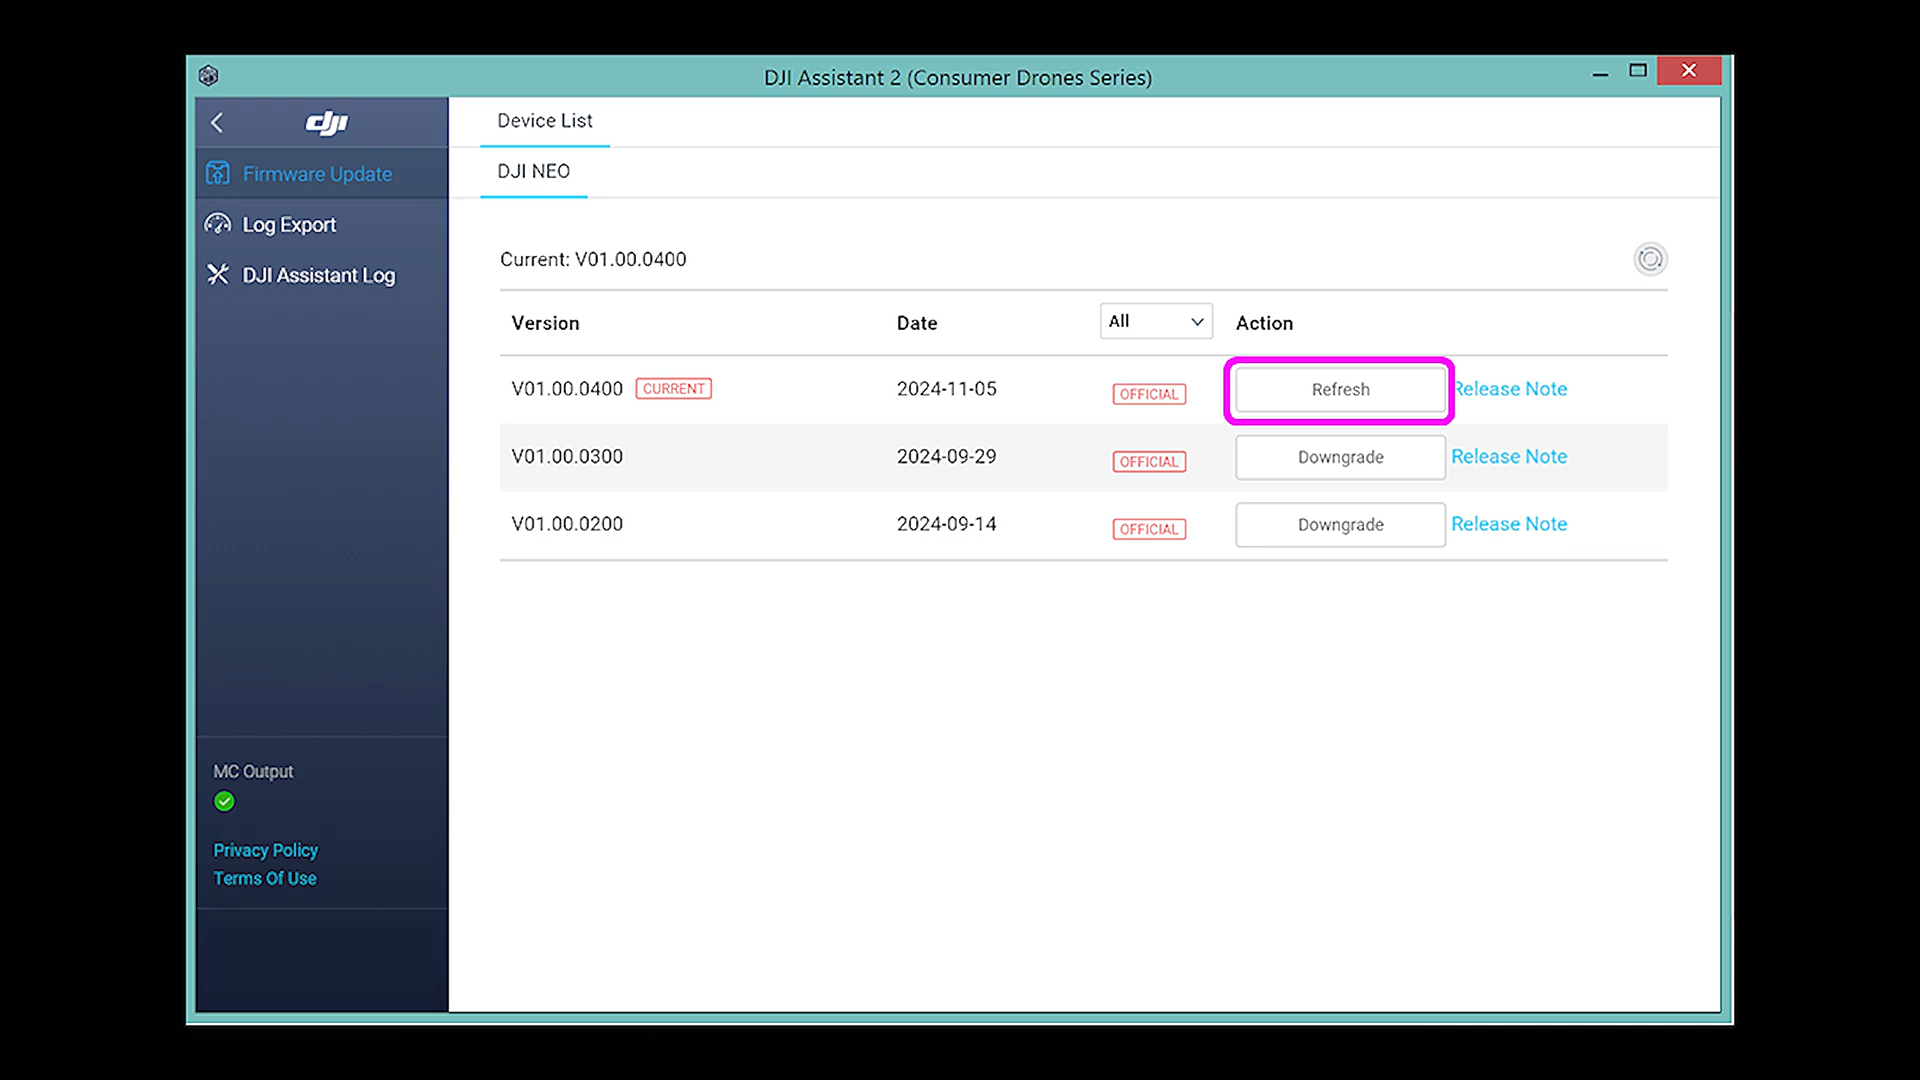 DJI Assistant 2 (Consumer Drones Series)
dji
Device List
Firmware Update
DJI NEO
Log Export
DJI Assistant Log
Current: V01.00.0400
Version Date All Action
V01.00.0400 CURRENT 2024-11-05 OFFICIAL Refresh Release Note
V01.00.0300 2024-09-29 OFFICIAL Downgrade Release Note
V01.00.0200 2024-09-14 OFFICIAL Downgrade Release Note
MC Output
Privacy Policy
Terms Of Use